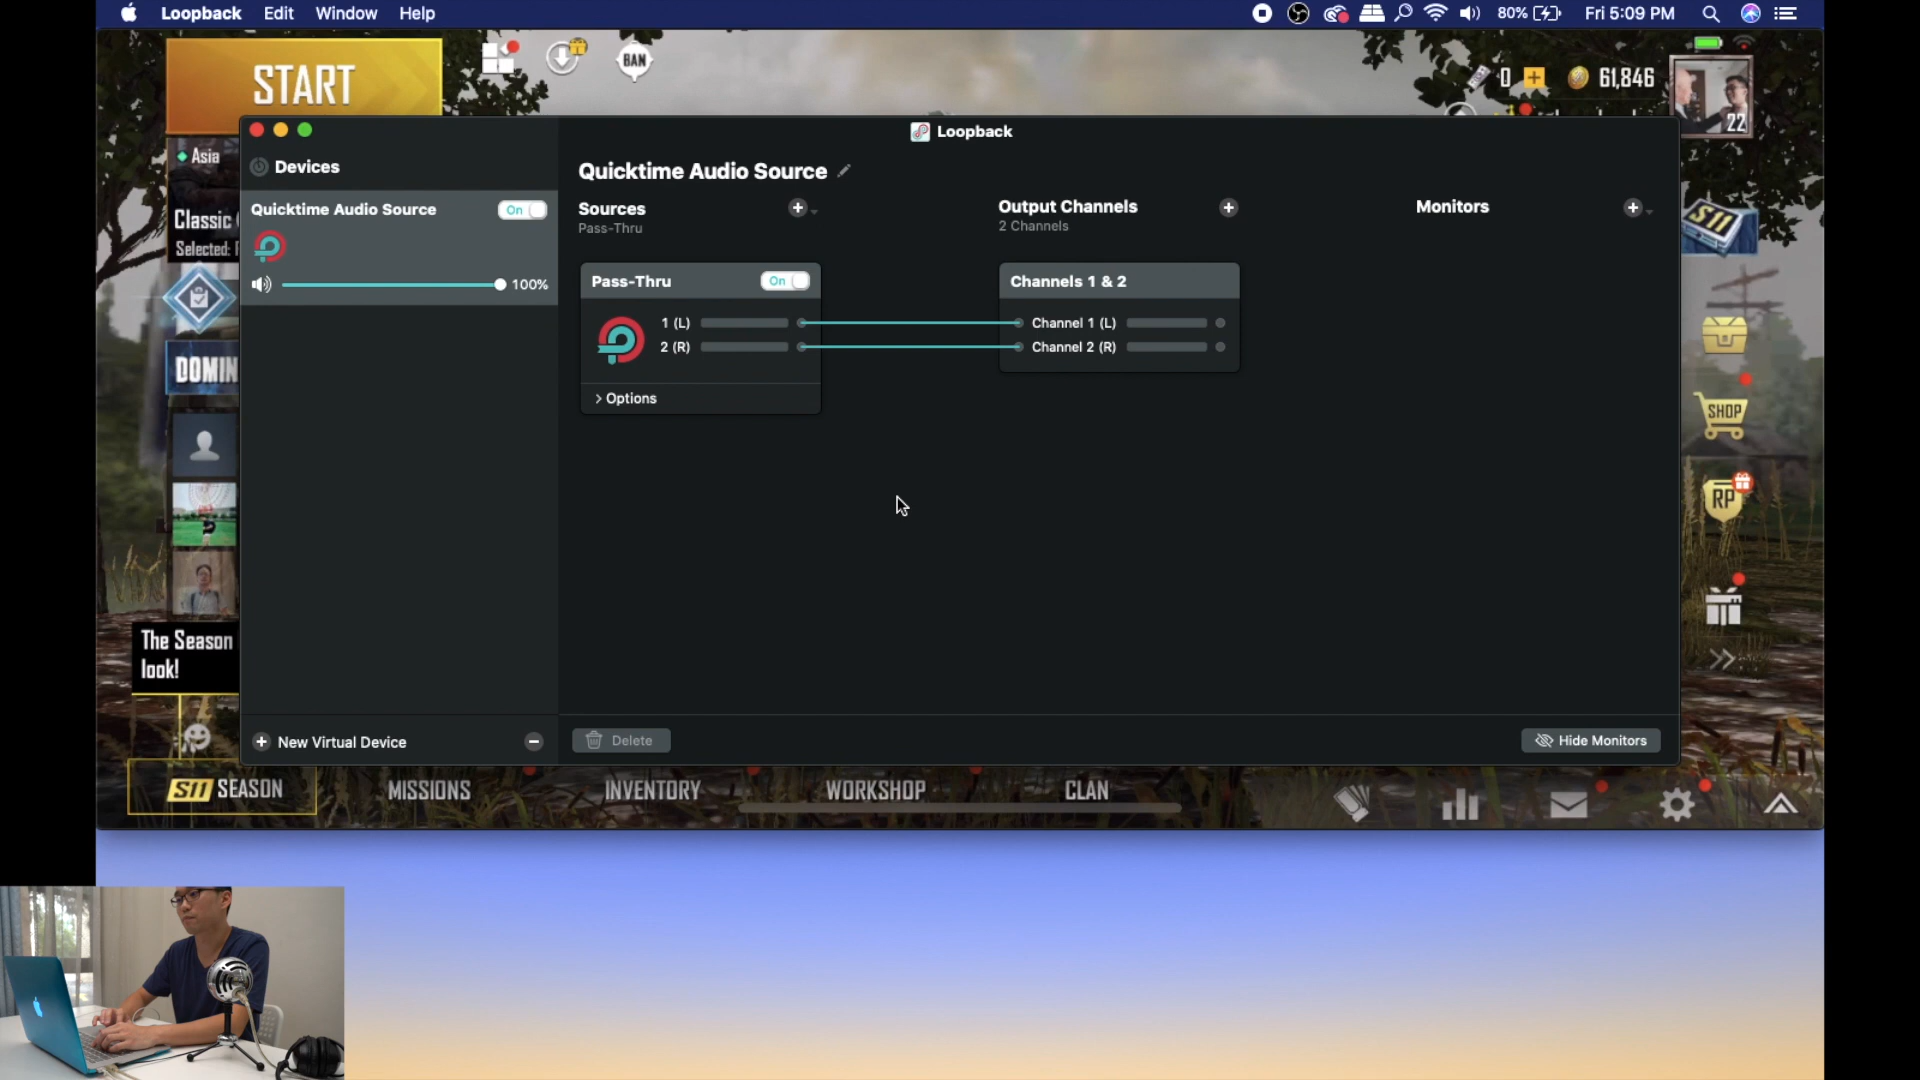 Loopback Edit Window Help
80% Fri 5:09 PM
START
BAN
0 61,846
22
Asia
Classic
Selected:
DOMIN
The Season
look!
Loopback
Devices
Quicktime Audio Source On
100%
New Virtual Device
Quicktime Audio Source
Sources
Pass-Thru
Pass-Thru On
1 (L)
2 (R)
> Options
Output Channels
2 Channels
Channels 1 & 2
Channel 1 (L)
Channel 2 (R)
Monitors
Delete
Hide Monitors
S11
SHOP
RP
S11 SEASON MISSIONS INVENTORY WORKSHOP CLAN